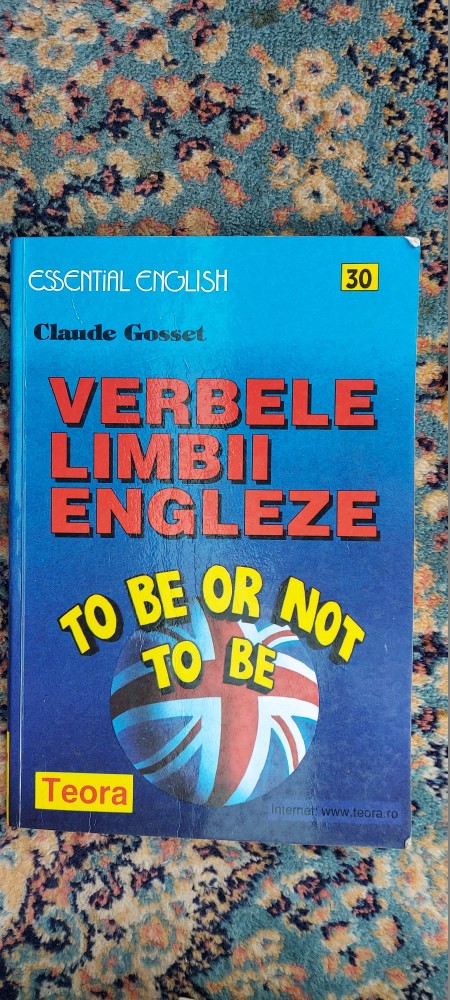 ESSENTIAL ENGLISH
30
Claude Gosset
VERBELE
LIMBII
ENGLEZE
TO BE OR NOT
TO BE
Teora
Internet: www.teora.ro